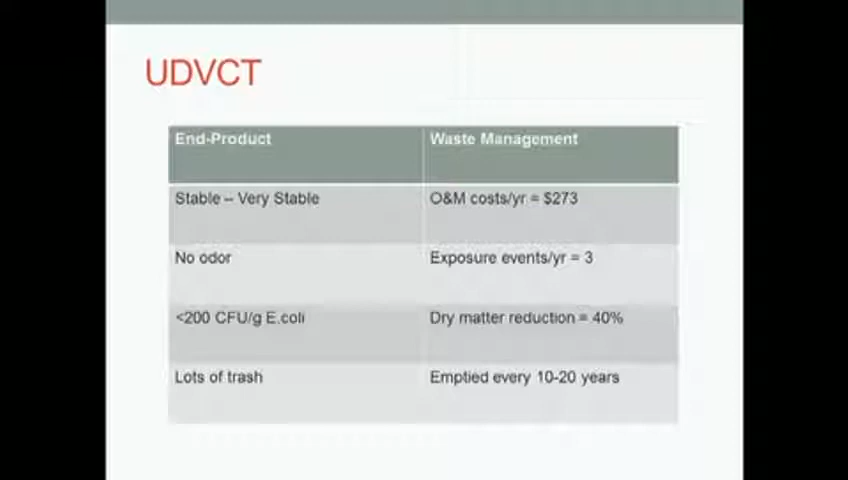 UDVCT
End-Product Waste Management
Stable – Very Stable O&M costs/yr = $273
No odor Exposure events/yr = 3
<200 CFU/g E.coli Dry matter reduction = 40%
Lots of trash Emptied every 10-20 years